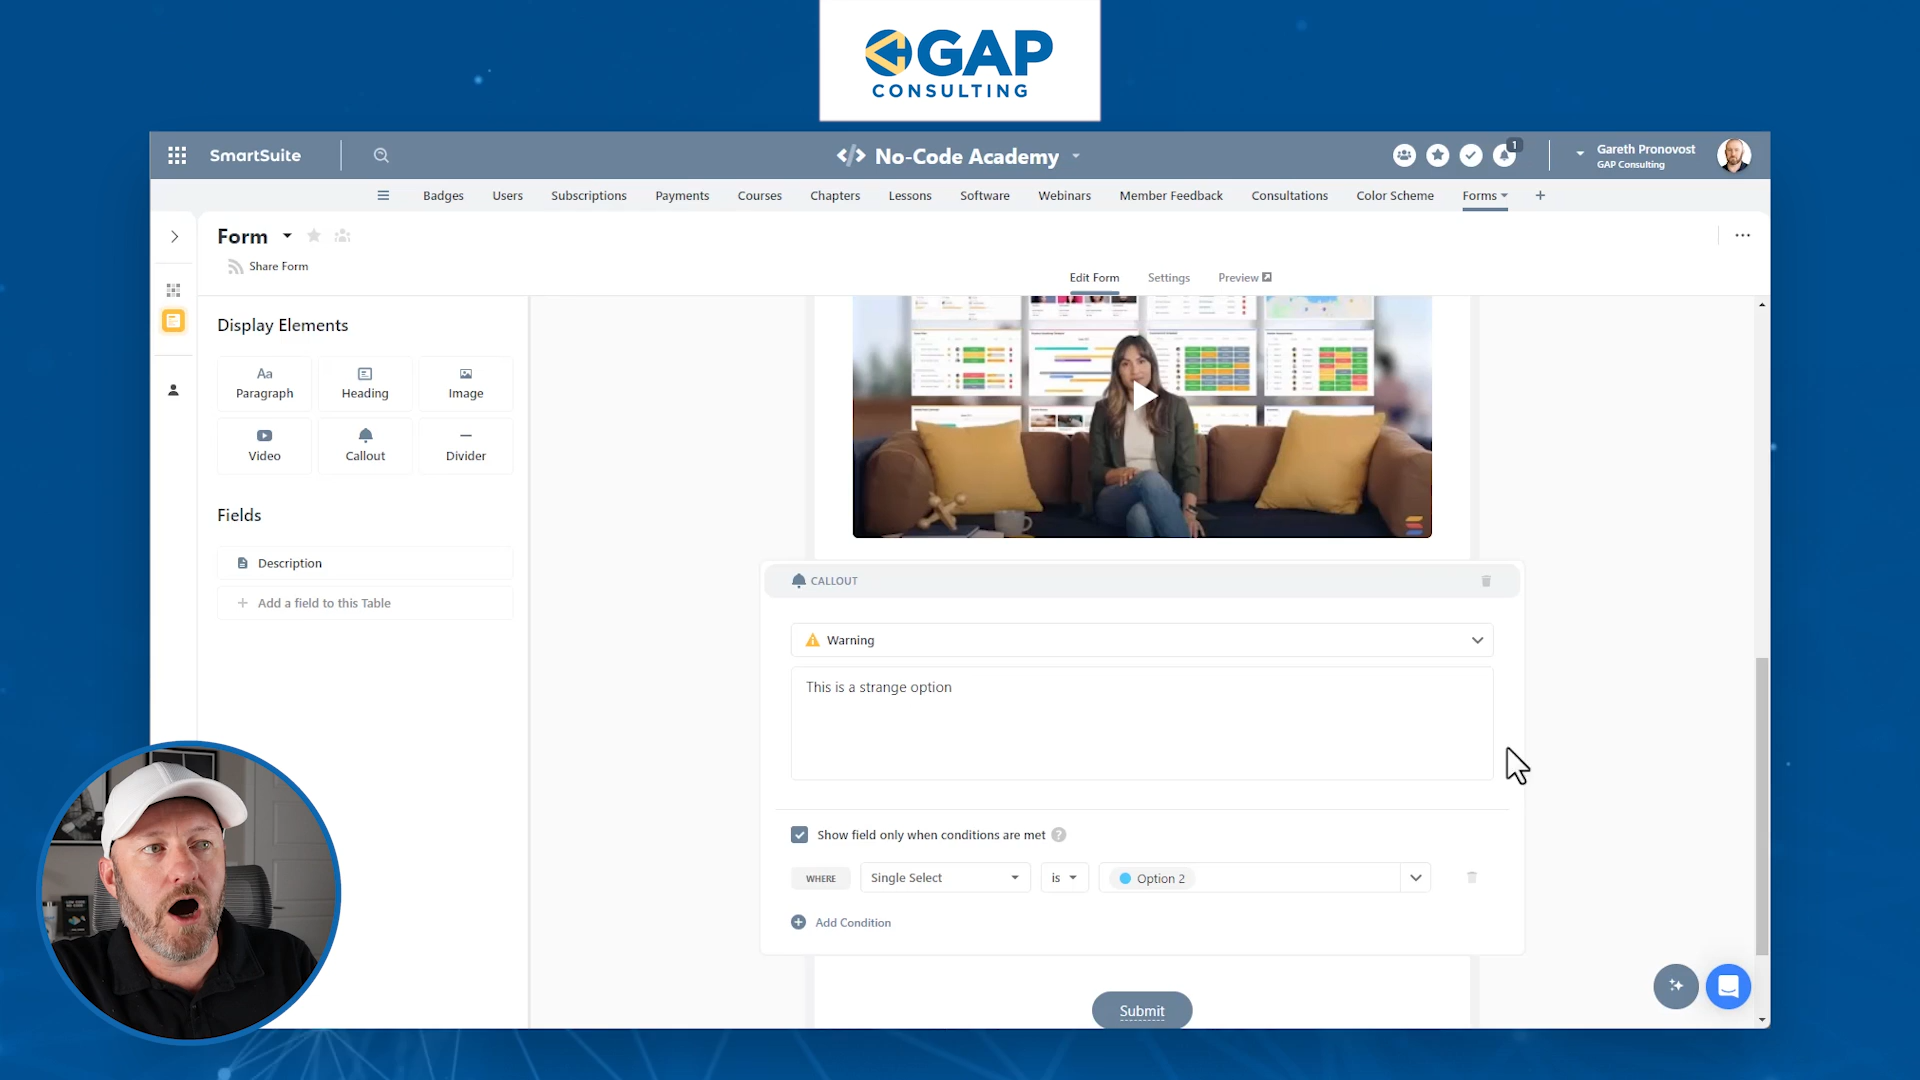 GAP
CONSULTING
SmartSuite
No-Code Academy
1
Gareth Pronovost
GAP Consulting
Badges
Users
Subscriptions
Payments
Courses
Chapters
Lessons
Software
Webinars
Member Feedback
Consultations
Color Scheme
Forms
Form
Share Form
Edit Form
Settings
Preview
Display Elements
Aa
Paragraph
Heading
Image
Video
Callout
Divider
Fields
Description
Add a field to this Table
CALLOUT
Warning
This is a strange option
Show field only when conditions are met ?
WHERE
Single Select
is
Option 2
Add Condition
Submit